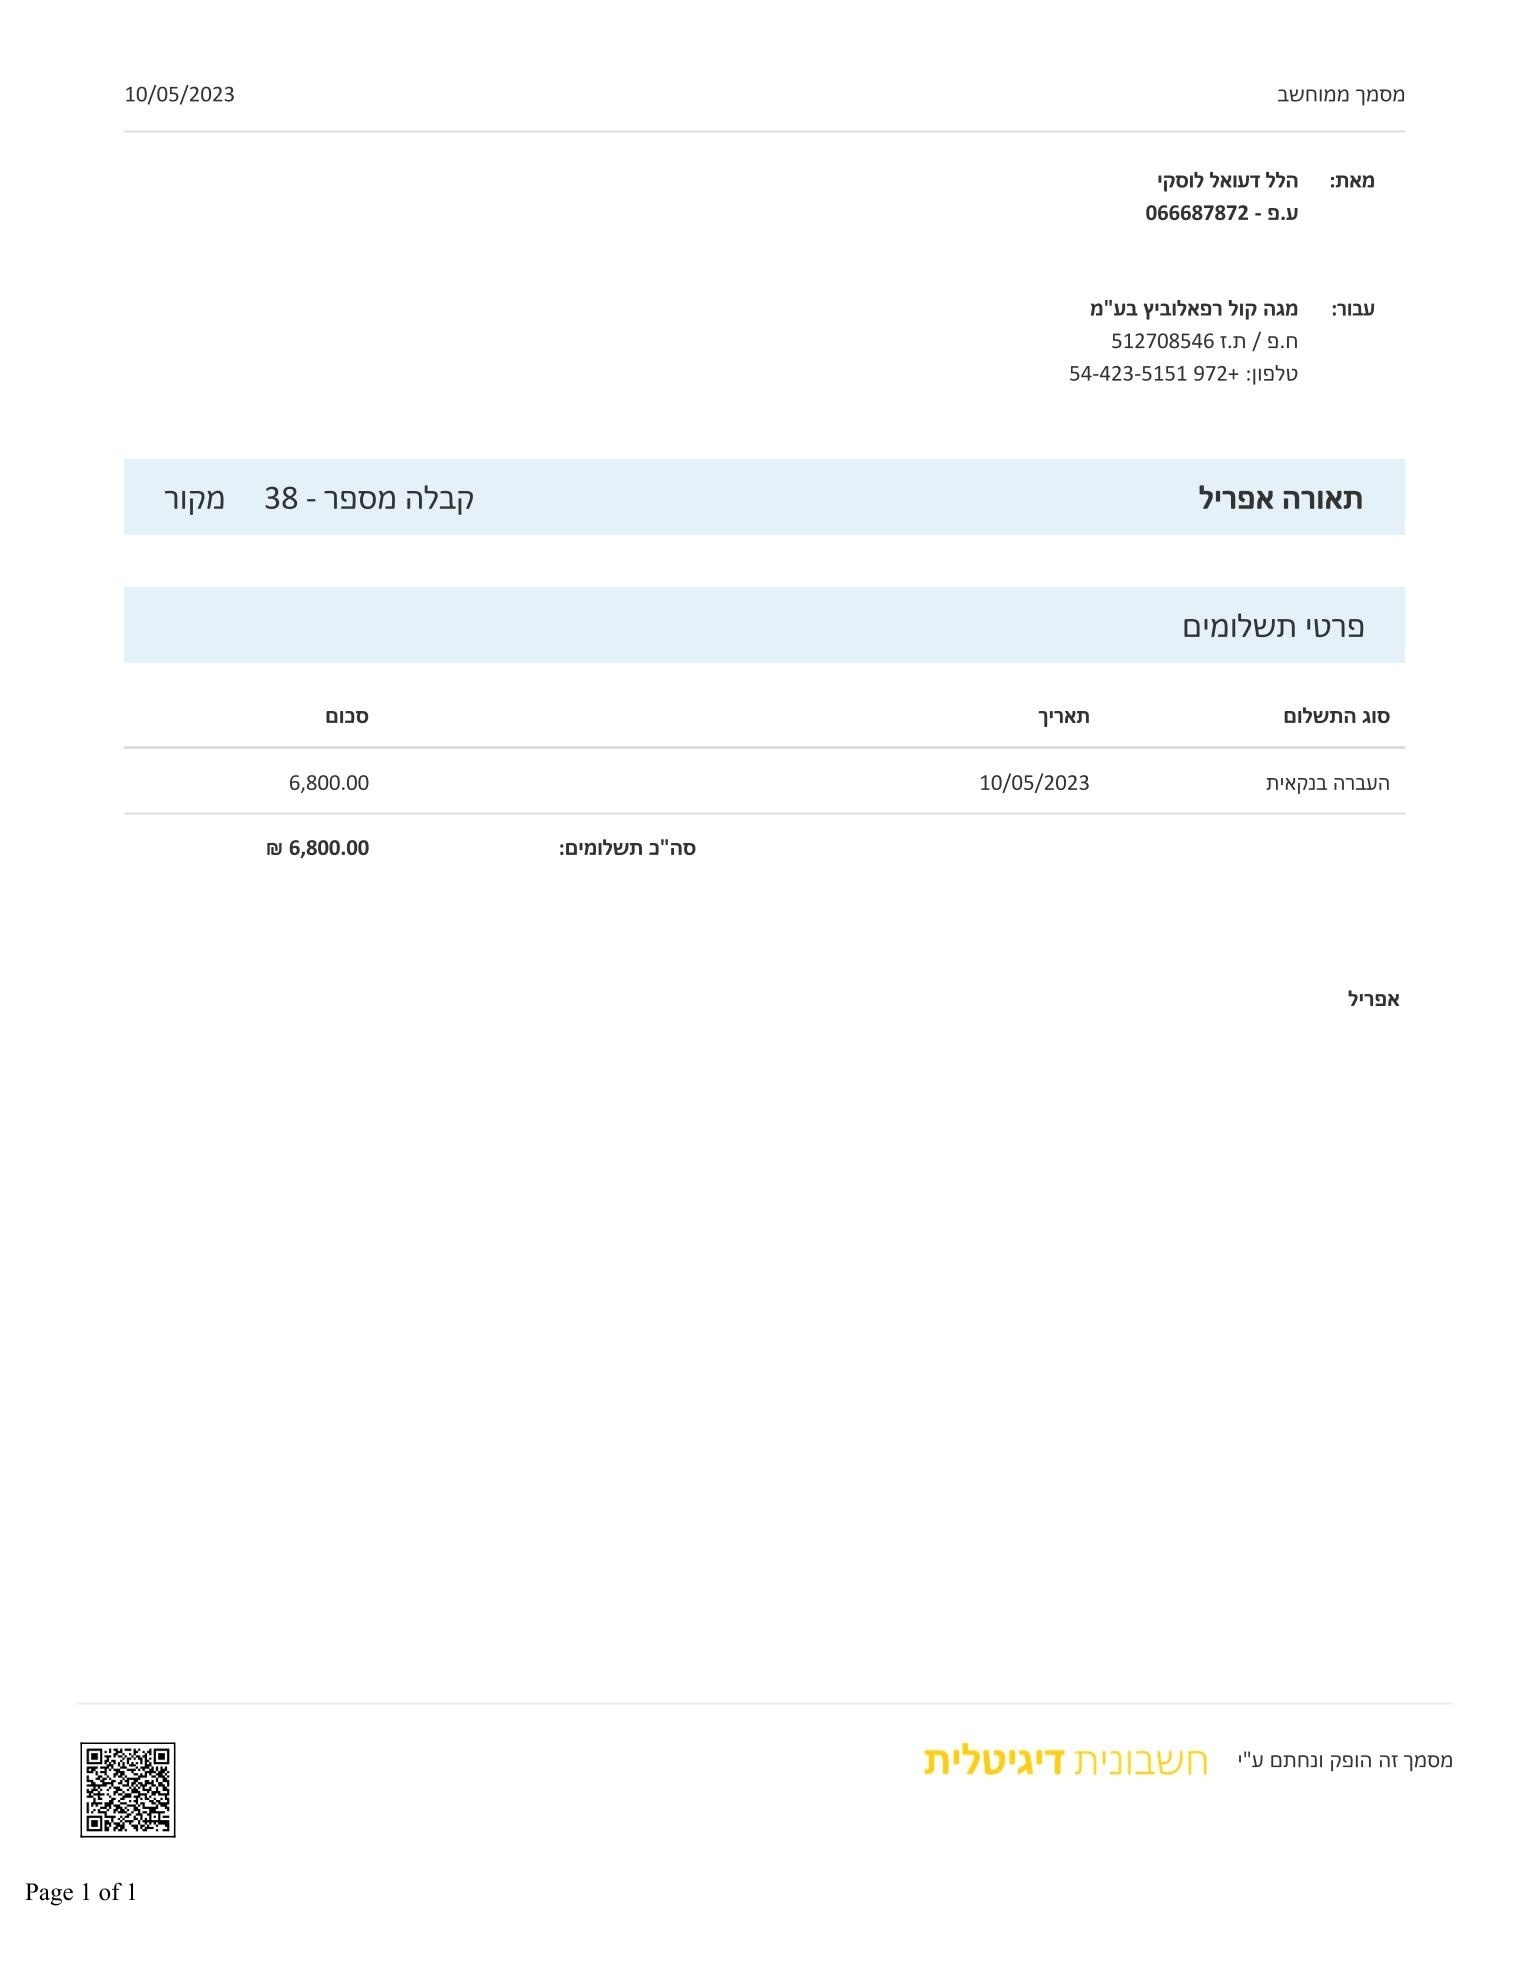 מסמך ממוחשב 10/05/2023
מאת: הלל דעואל לוסקי
ע.פ - 066687872
עבור: מגה קול רפאלוביץ בע"מ
ח.פ / ת.ז 512708546
טלפון: +972 54-423-5151
תאורה אפריל קבלה מספר - 38 מקור
פרטי תשלומים
סוג התשלום תאריך סכום
העברה בנקאית 10/05/2023 6,800.00
סה"כ תשלומים: 6,800.00 ₪
אפריל
מסמך זה הופק ונחתם ע"י חשבונית דיגיטלית
Page 1 of 1